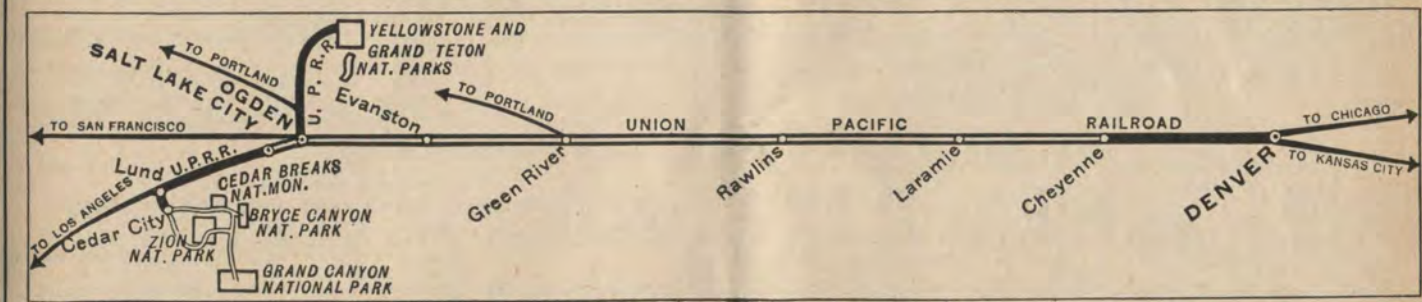 YELLOWSTONE AND
GRAND TETON
NAT. PARKS
U. P. R. R.
TO PORTLAND
SALT LAKE CITY
OGDEN
Evanston
TO PORTLAND
TO SAN FRANCISCO
UNION PACIFIC RAILROAD
TO CHICAGO
TO KANSAS CITY
Lund U.P.R.R.
CEDAR BREAKS
NAT. MON.
TO LOS ANGELES
Cedar City
BRYCE CANYON
NAT. PARK
ZION
NAT. PARK
GRAND CANYON
NATIONAL PARK
Green River
Rawlins
Laramie
Cheyenne
DENVER